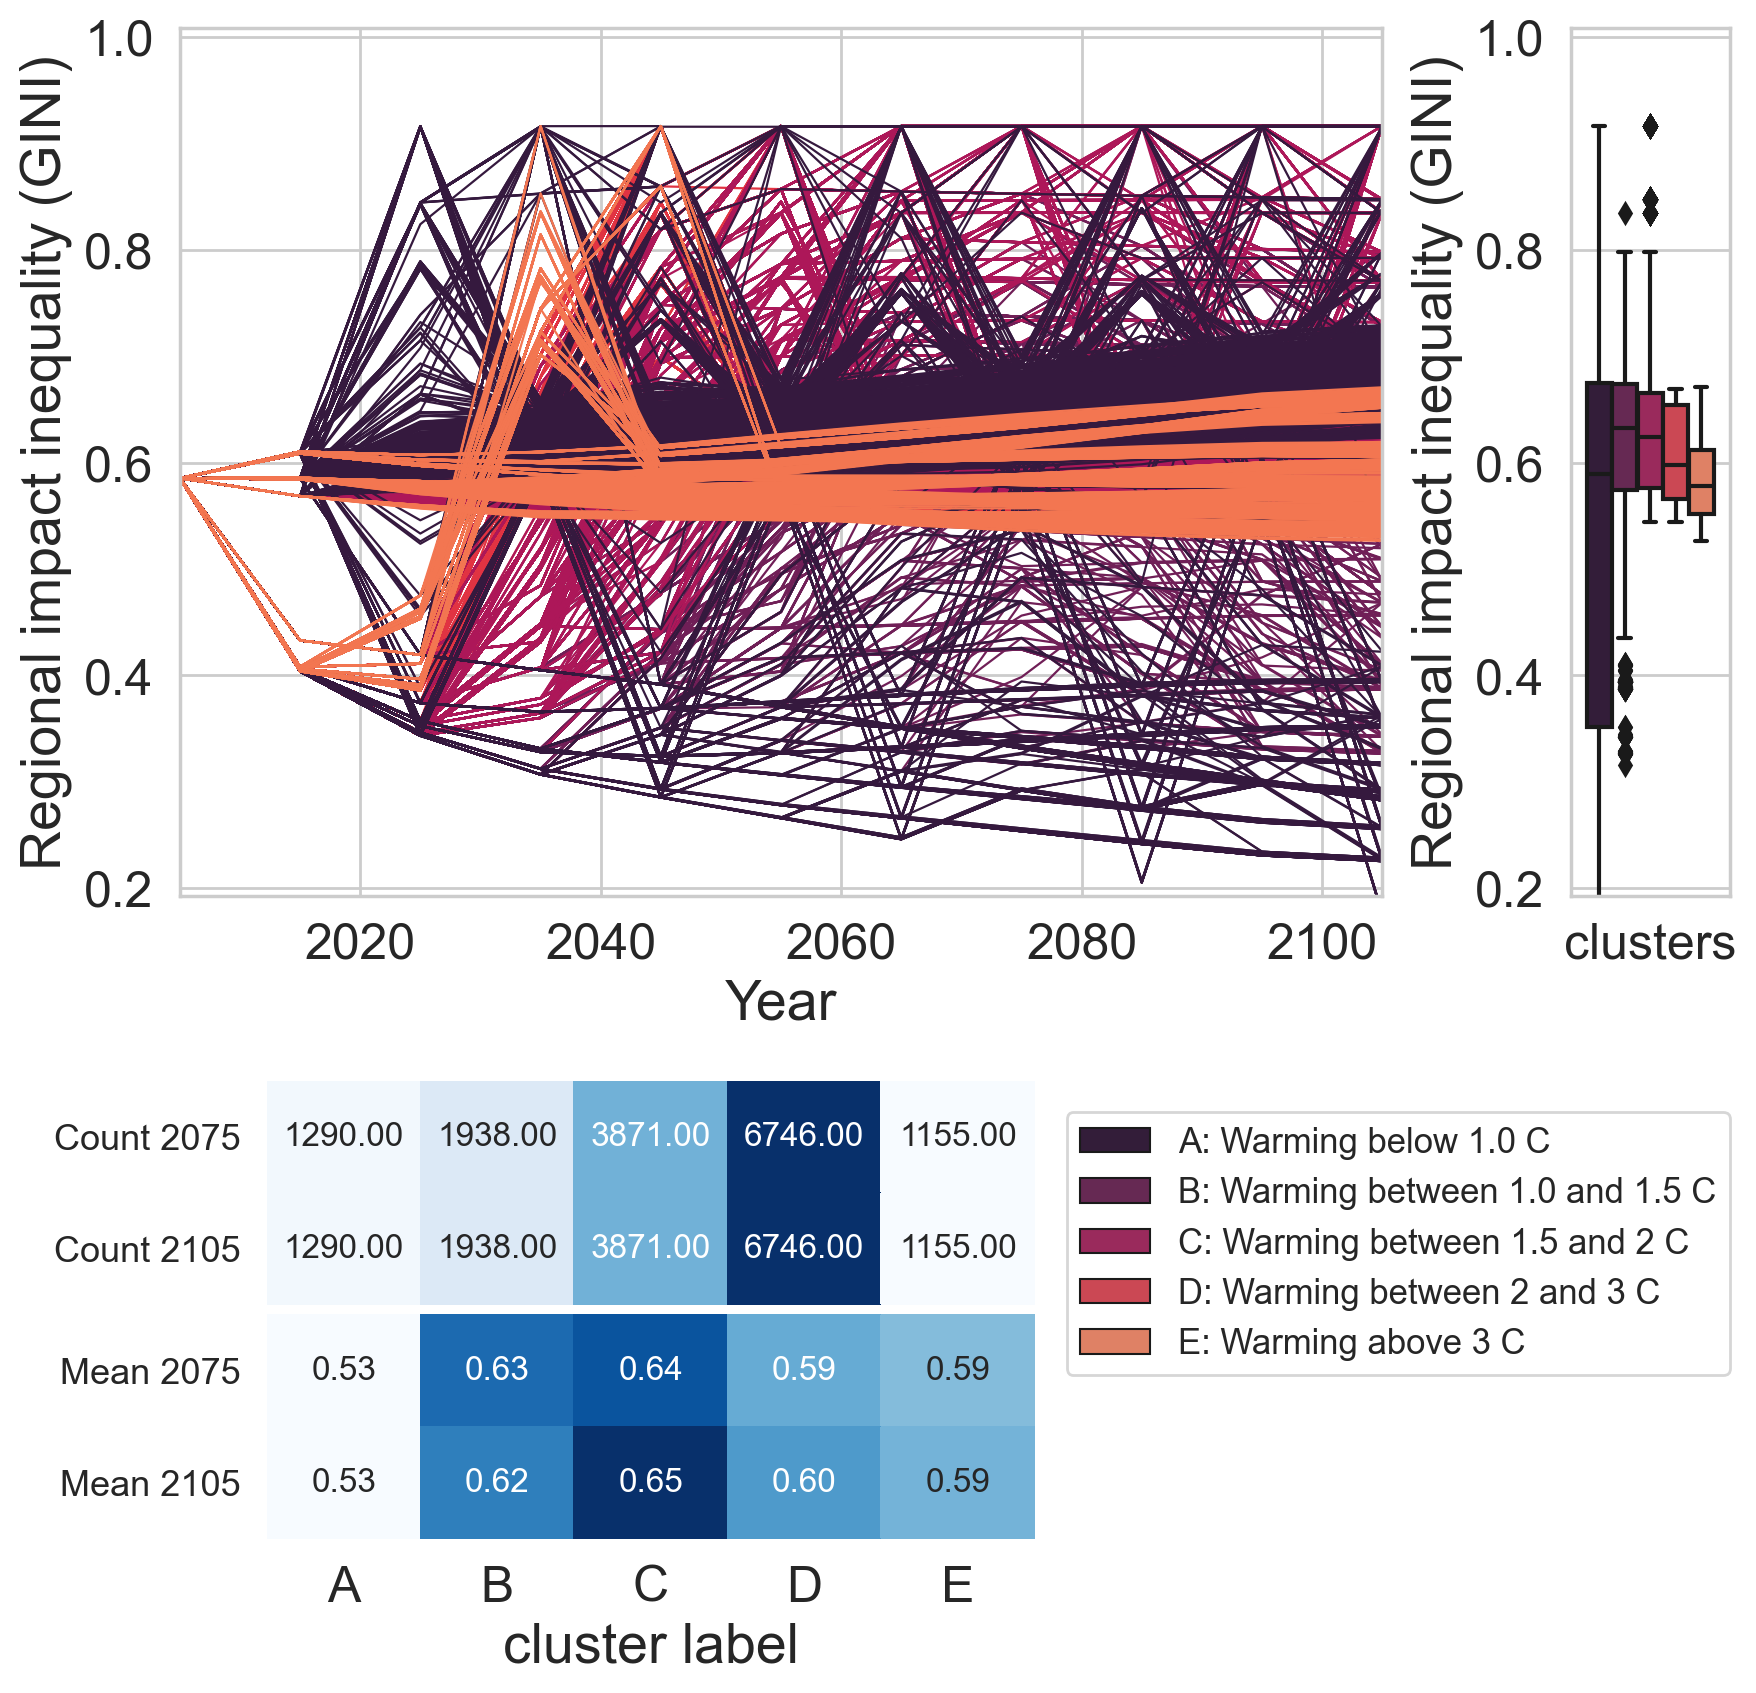 Regional impact inequality (GINI)
1.0
0.8
0.6
0.4
0.2
2020 2040 2060 2080 2100
Year
Regional impact inequality (GINI)
1.0
0.8
0.6
0.4
0.2
clusters
Count 2075 1290.00 1938.00 3871.00 6746.00 1155.00
Count 2105 1290.00 1938.00 3871.00 6746.00 1155.00
Mean 2075 0.53 0.63 0.64 0.59 0.59
Mean 2105 0.53 0.62 0.65 0.60 0.59
A B C D E
cluster label
A: Warming below 1.0 C
B: Warming between 1.0 and 1.5 C
C: Warming between 1.5 and 2 C
D: Warming between 2 and 3 C
E: Warming above 3 C